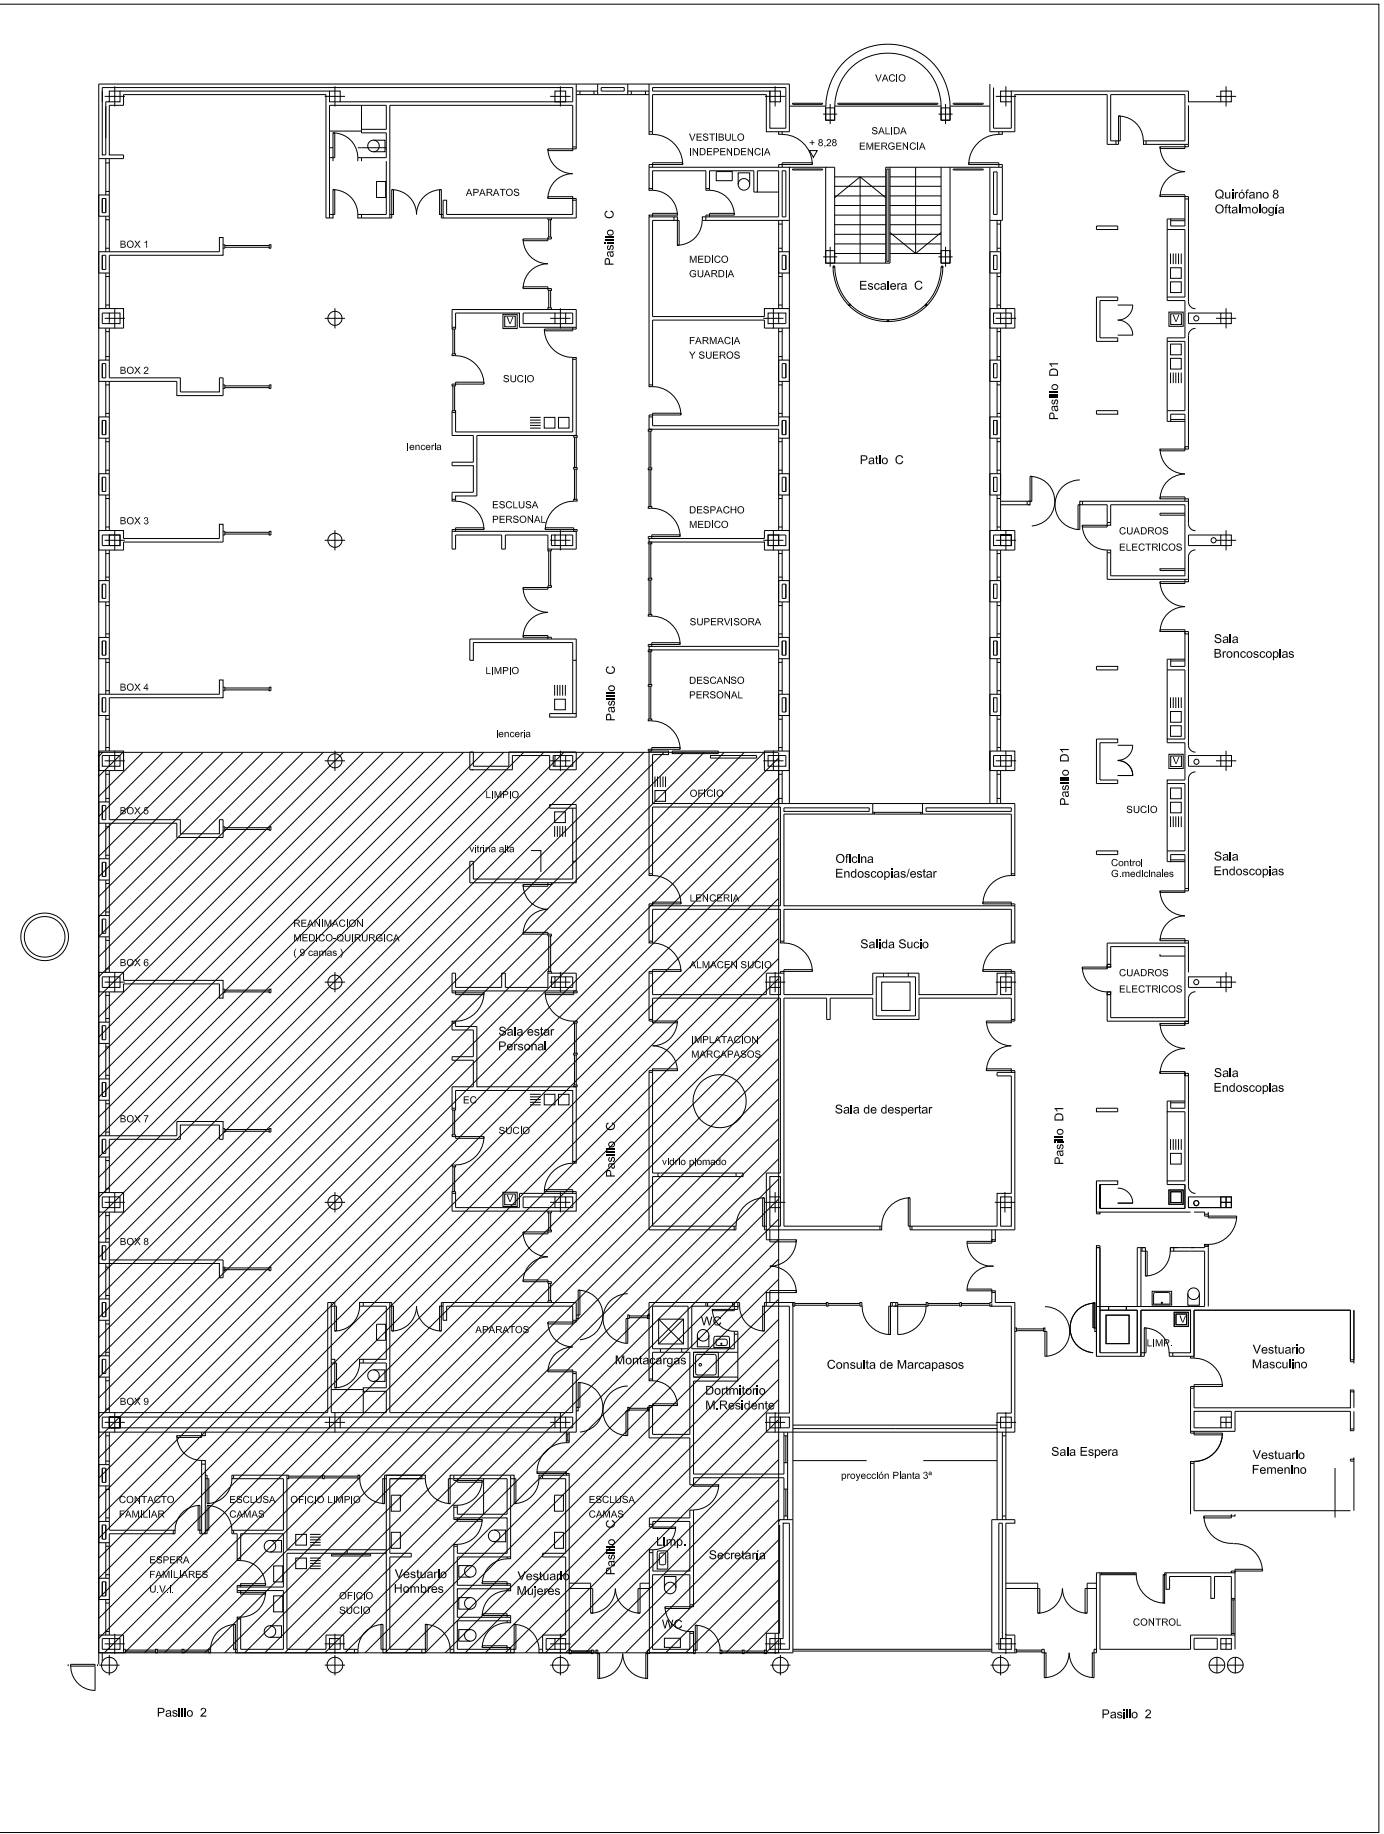 VACIO
SALIDA
EMERGENCIA
+ 8,28
VESTIBULO
INDEPENDENCIA
APARATOS
Quirófano 8
Oftalmología
BOX 1
Pasillo C
MEDICO
GUARDIA
Escalera C
FARMACIA
Y SUEROS
V
V
BOX 2
SUCIO
Pasillo D1
lencería
Patio C
ESCLUSA
PERSONAL
DESPACHO
MEDICO
BOX 3
CUADROS
ELECTRICOS
SUPERVISORA
Sala
Broncoscopias
LIMPIO
DESCANSO
PERSONAL
BOX 4
Pasillo C
lencería
V
Pasillo D1
LIMPIO
OFICIO
BOX 5
SUCIO
vitrina alta
Oficina
Endoscopias/estar
Control
G.medicinales
Sala
Endoscopias
LENCERIA
REANIMACION
MEDICO-QUIRURGICA
( 9 camas )
Salida Sucio
BOX 6
ALMACEN SUCIO
CUADROS
ELECTRICOS
Sala estar
Personal
IMPLATACION
MARCAPASOS
Sala
Endoscopias
EC
BOX 7
SUCIO
Pasillo C
Sala de despertar
Pasillo D1
vidrio plomado
V
BOX 8
APARATOS
WC
V
LIMP.
Montacargas
Consulta de Marcapasos
Vestuario
Masculino
BOX 9
Dortmitorio
M.Residente
Sala Espera
Vestuario
Femenino
proyección Planta 3ª
CONTACTO
FAMILIAR
ESCLUSA
CAMAS
OFICIO LIMPIO
ESCLUSA
CAMAS
Pasillo C
Limp.
Secretaría
ESPERA
FAMILIARES
U.V.I.
Vestuario
Hombres
Vestuario
Mujeres
OFICIO
SUCIO
WC
CONTROL
Pasillo 2
Pasillo 2